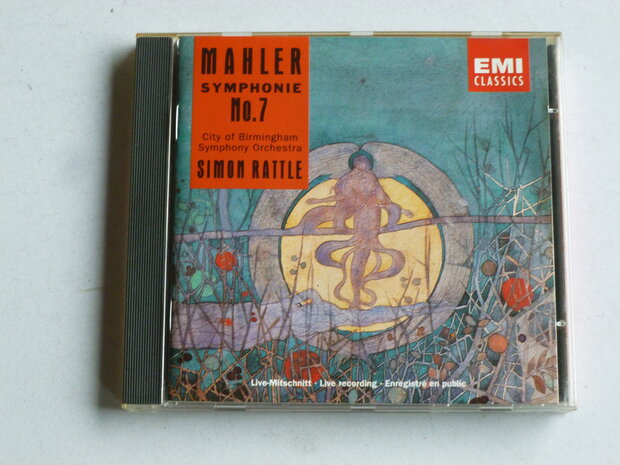 MAHLER
SYMPHONIE
No.7
City of Birmingham
Symphony Orchestra
SIMON RATTLE
EMI
CLASSICS
Live-Mitschnitt · Live recording · Enregistré en public